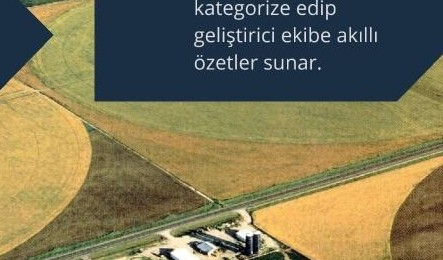 kategorize edip
geliştirici ekibe akıllı
özetler sunar.